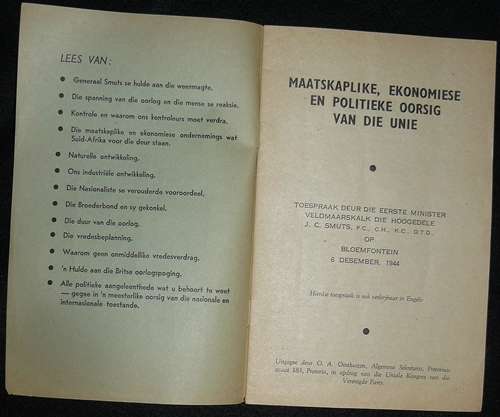 LEES VAN:
Generaal Smuts se hulde aan die weermagte.
Die spanning van die oorlog en die mense se reaksie.
Kontrole en waarom ons kontroleurs moet verdra.
Die maatskaplike en ekonomiese ondernemings wat
Suid-Afrika voor die deur staan.
Naturelle ontwikkeling.
Ons industriële ontwikkeling.
Die Nasionaliste se verouderde vooroordeel.
Die Broederbond en sy gekonkel.
Die duur van die oorlog.
Die vredesbeplanning.
Waarom geen onmiddellike vredesverdrag.
'n Hulde aan die Britse oorlogspoging.
Alle politieke aangeleenthede wat u behoort te weet
— gegee in 'n meesterlike oorsig van die nasionale en
internasionale toestande.
MAATSKAPLIKE, EKONOMIESE
EN POLITIEKE OORSIG
VAN DIE UNIE
TOESPRAAK DEUR DIE EERSTE MINISTER
VELDMAARSKALK DIE HOOGEDELE
J. C. SMUTS, P.C., C.H., K.C., D.T.D.,
OP
BLOEMFONTEIN
6 DESEMBER, 1944
Hierdie toespraak is ook verkrybaar in Engels
Uitgegee deur O. A. Oosthuizen, Algemene Sekretaris, Pretorius-
straat 383, Pretoria, in opdrag van die Uniale Kongres van die
Verenigde Party.